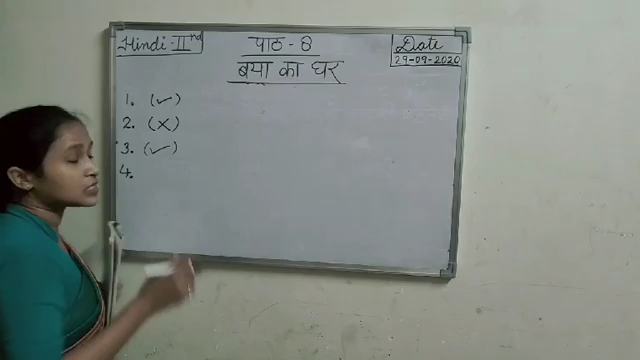 Hindi - IInd
पाठ - 8
Date
29-09-2020
बया का घर
1. (✓)
2. (×)
3. (✓)
4.